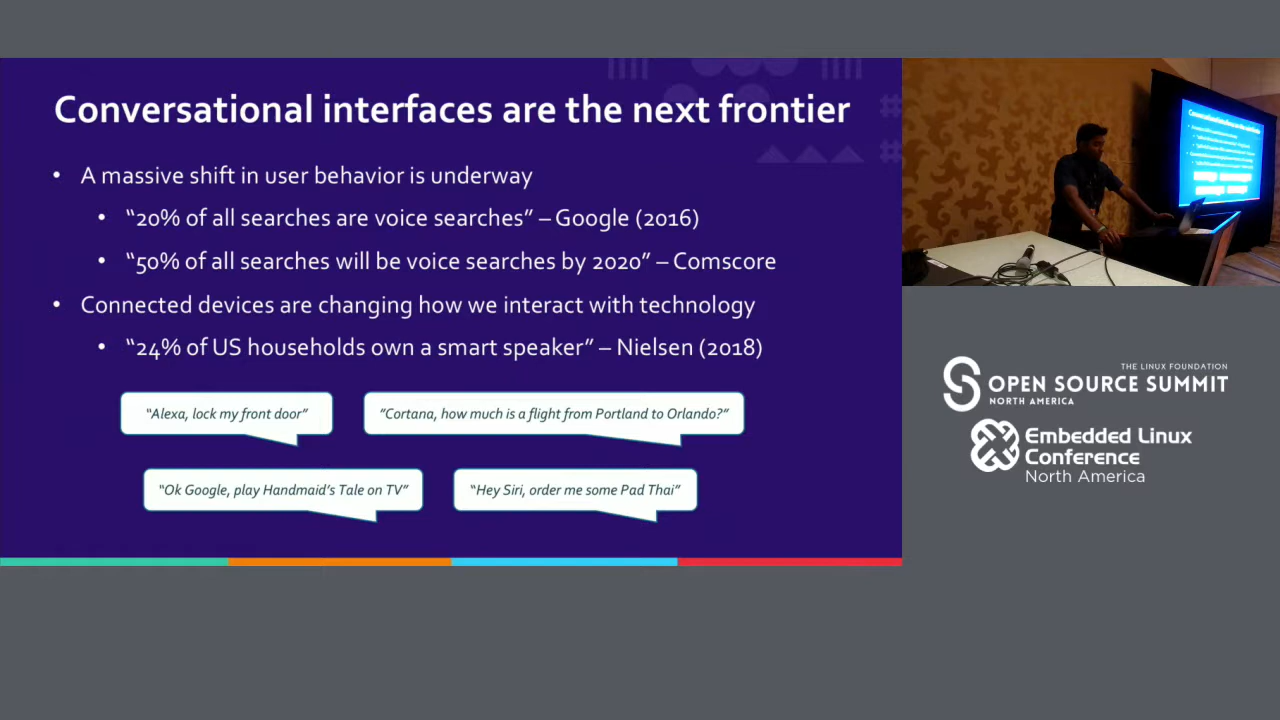 Conversational interfaces are the next frontier
• A massive shift in user behavior is underway
• “20% of all searches are voice searches” – Google (2016)
• “50% of all searches will be voice searches by 2020” – Comscore
• Connected devices are changing how we interact with technology
• “24% of US households own a smart speaker” – Nielsen (2018)
“Alexa, lock my front door”
“Cortana, how much is a flight from Portland to Orlando?”
“Ok Google, play Handmaid’s Tale on TV”
“Hey Siri, order me some Pad Thai”
THE LINUX FOUNDATION
OPEN SOURCE SUMMIT
NORTH AMERICA
Embedded Linux
Conference
North America